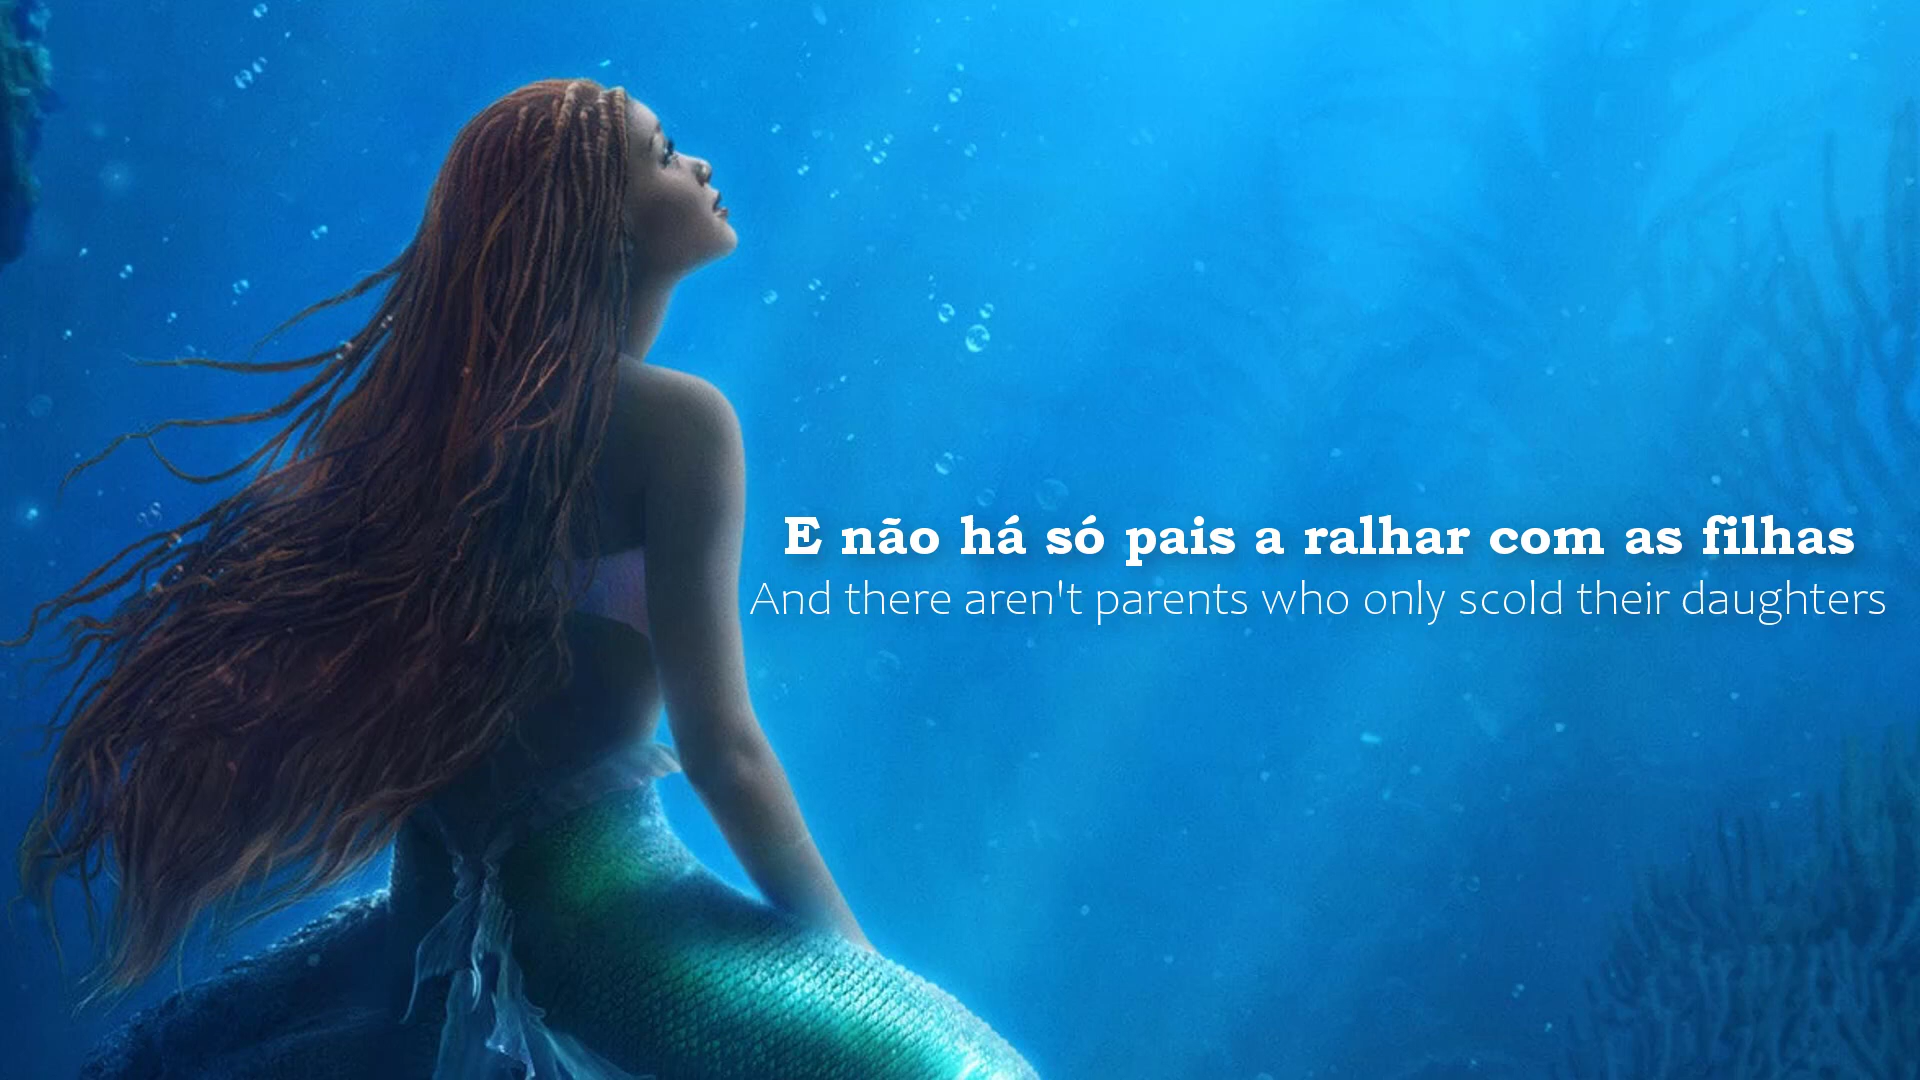 E não há só pais a ralhar com as filhas
And there aren't parents who only scold their daughters